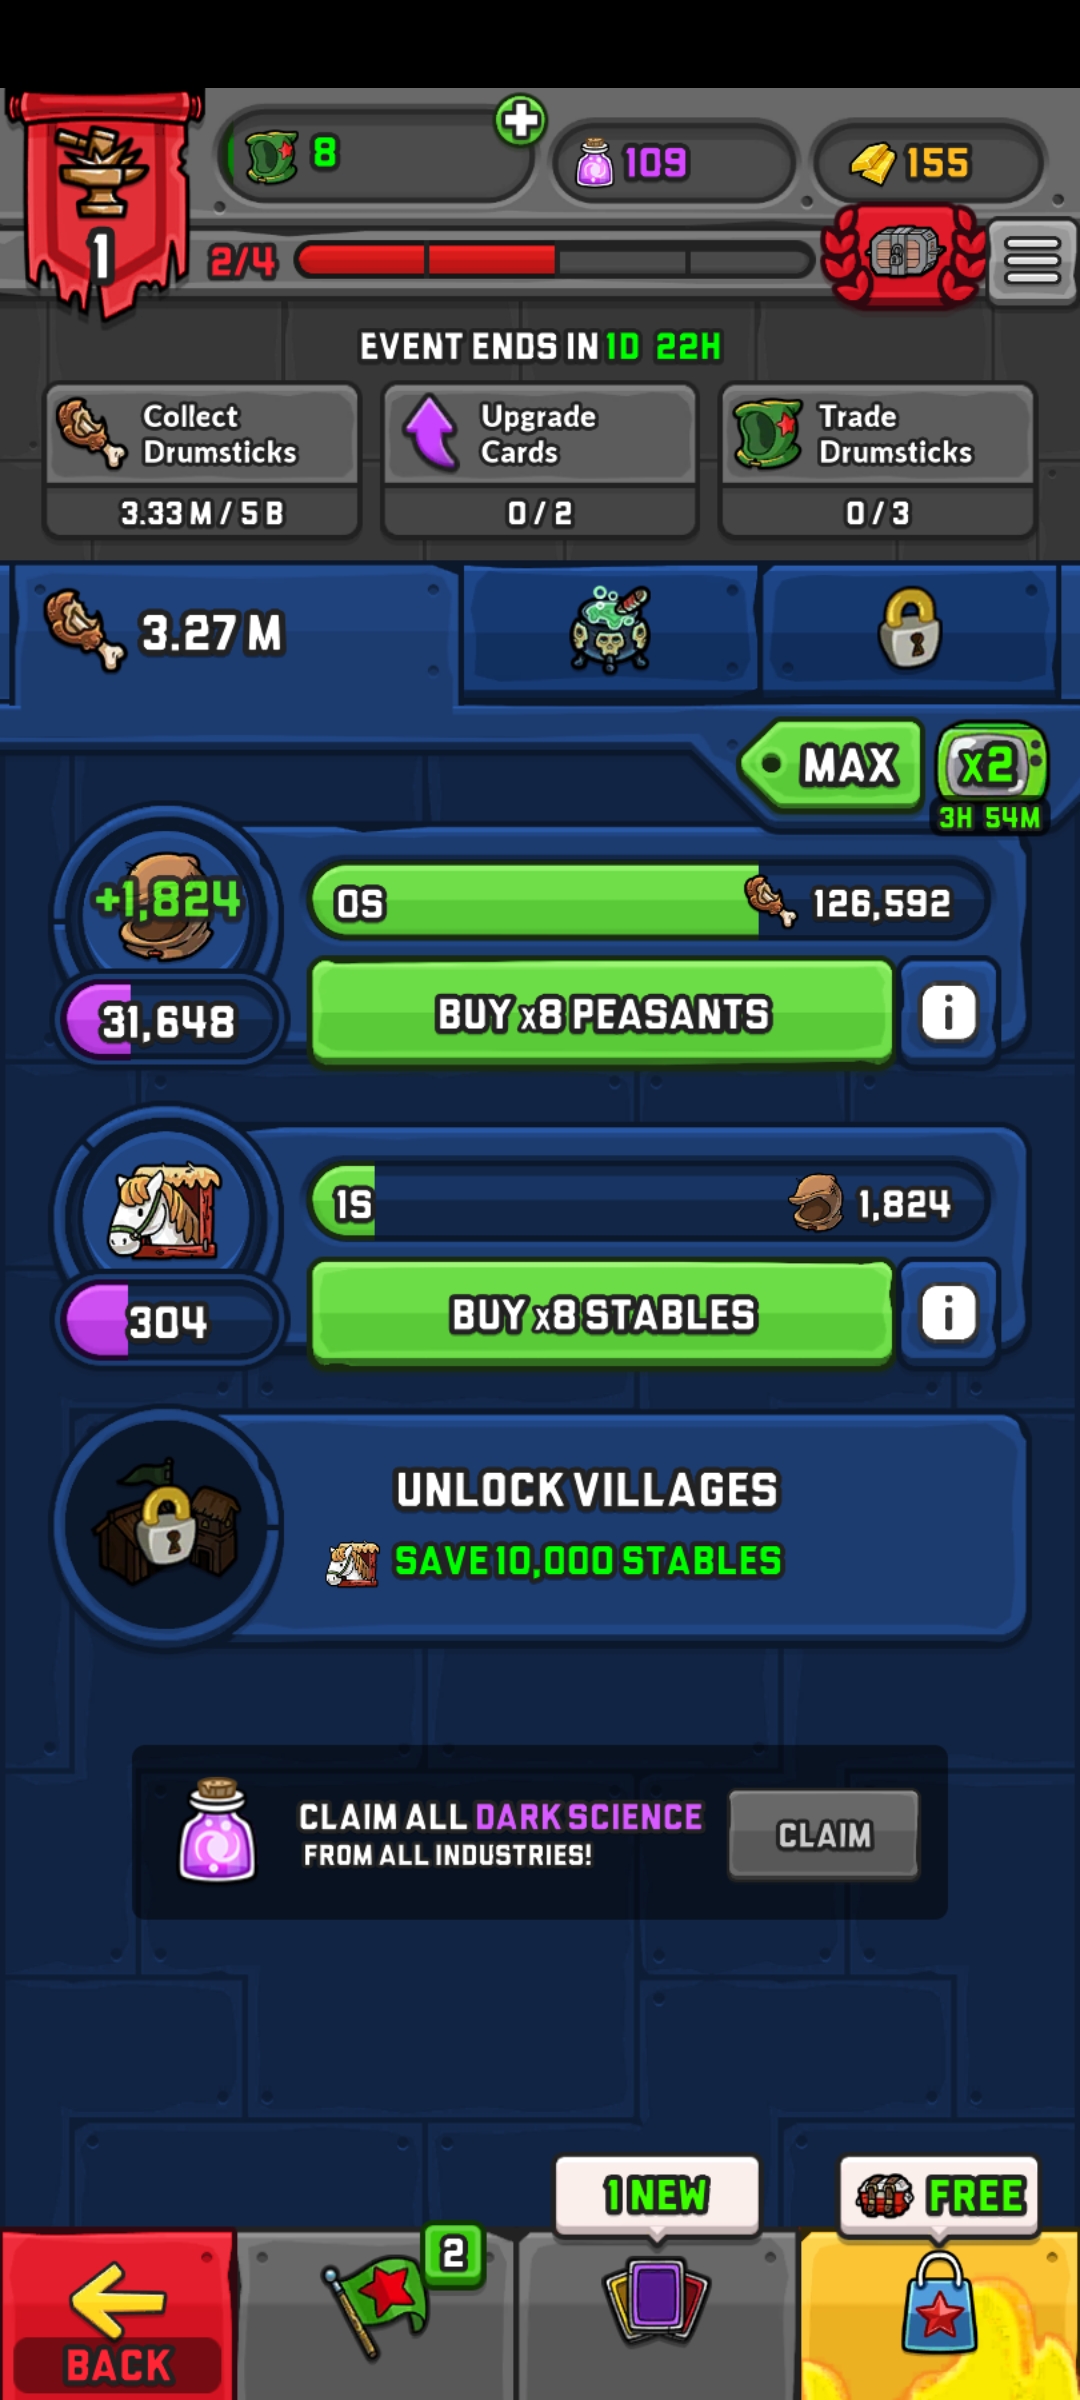 8
109
155
1
2/4
EVENT ENDS IN 1D 22H
Collect
Drumsticks
3.33 M / 5 B
Upgrade
Cards
0 / 2
Trade
Drumsticks
0 / 3
3.27 M
MAX
x2
3H 54M
+1,824
0S
126,592
31,648
BUY x8 PEASANTS
i
1S
1,824
304
BUY x8 STABLES
i
UNLOCK VILLAGES
SAVE 10,000 STABLES
CLAIM ALL DARK SCIENCE
FROM ALL INDUSTRIES!
CLAIM
1 NEW
FREE
2
BACK